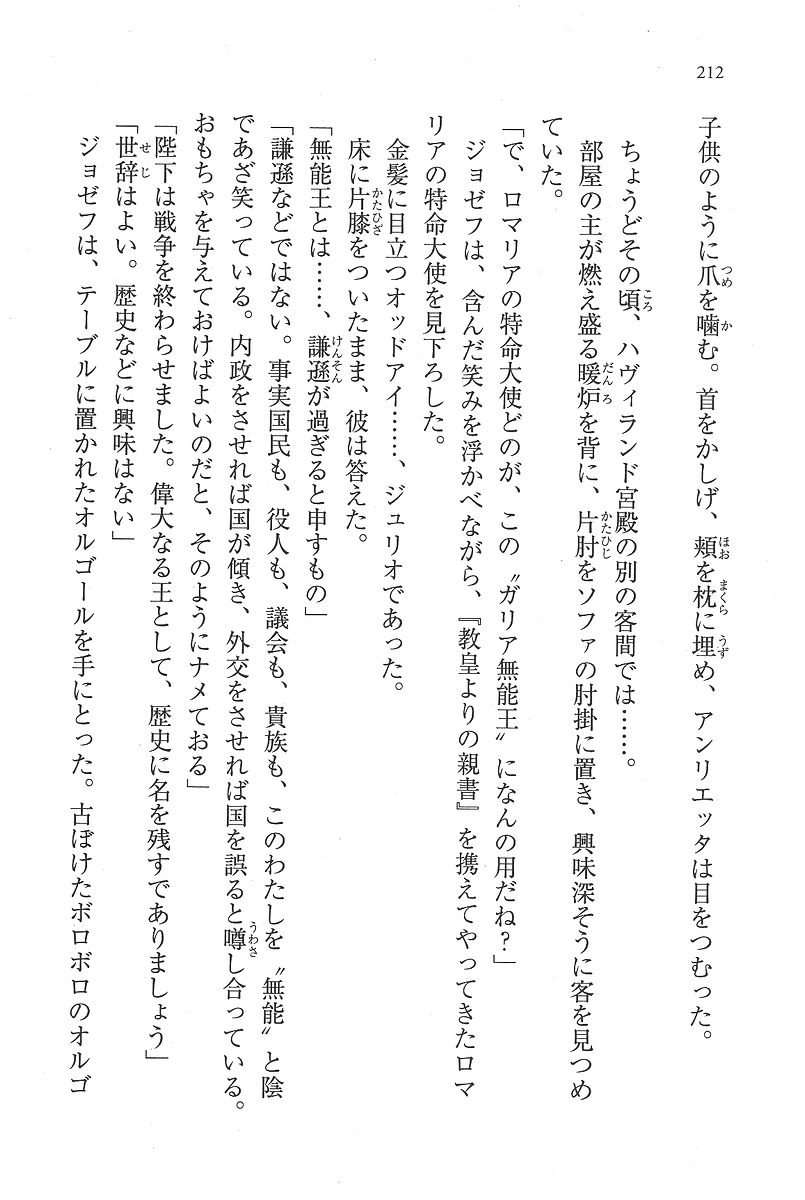 212
子供のように爪を噛む。首をかしげ、頬を枕に埋め、アンリエッタは目をつむった。
ちょうどその頃、ハヴィランド宮殿の別の客間では……。
部屋の主が燃え盛る暖炉を背に、片肘をソファの肘掛に置き、興味深そうに客を見つめ
ていた。
「で、ロマリアの特命大使どのが、この〝ガリア無能王〟になんの用だね？」
ジョゼフは、含んだ笑みを浮かべながら、『教皇よりの親書』を携えてやってきたロマ
リアの特命大使を見下ろした。
金髪に目立つオッドアイ……、ジュリオであった。
床に片膝をついたまま、彼は答えた。
「無能王とは……、謙遜が過ぎると申すもの」
「謙遜などではない。事実国民も、役人も、議会も、貴族も、このわたしを〝無能〟と陰
であざ笑っている。内政をさせれば国が傾き、外交をさせれば国を誤ると噂し合っている。
おもちゃを与えておけばよいのだと、そのようにナメておる」
「陛下は戦争を終わらせました。偉大なる王として、歴史に名を残すでありましょう」
「世辞はよい。歴史などに興味はない」
ジョゼフは、テーブルに置かれたオルゴールを手にとった。古ぼけたボロボロのオルゴ